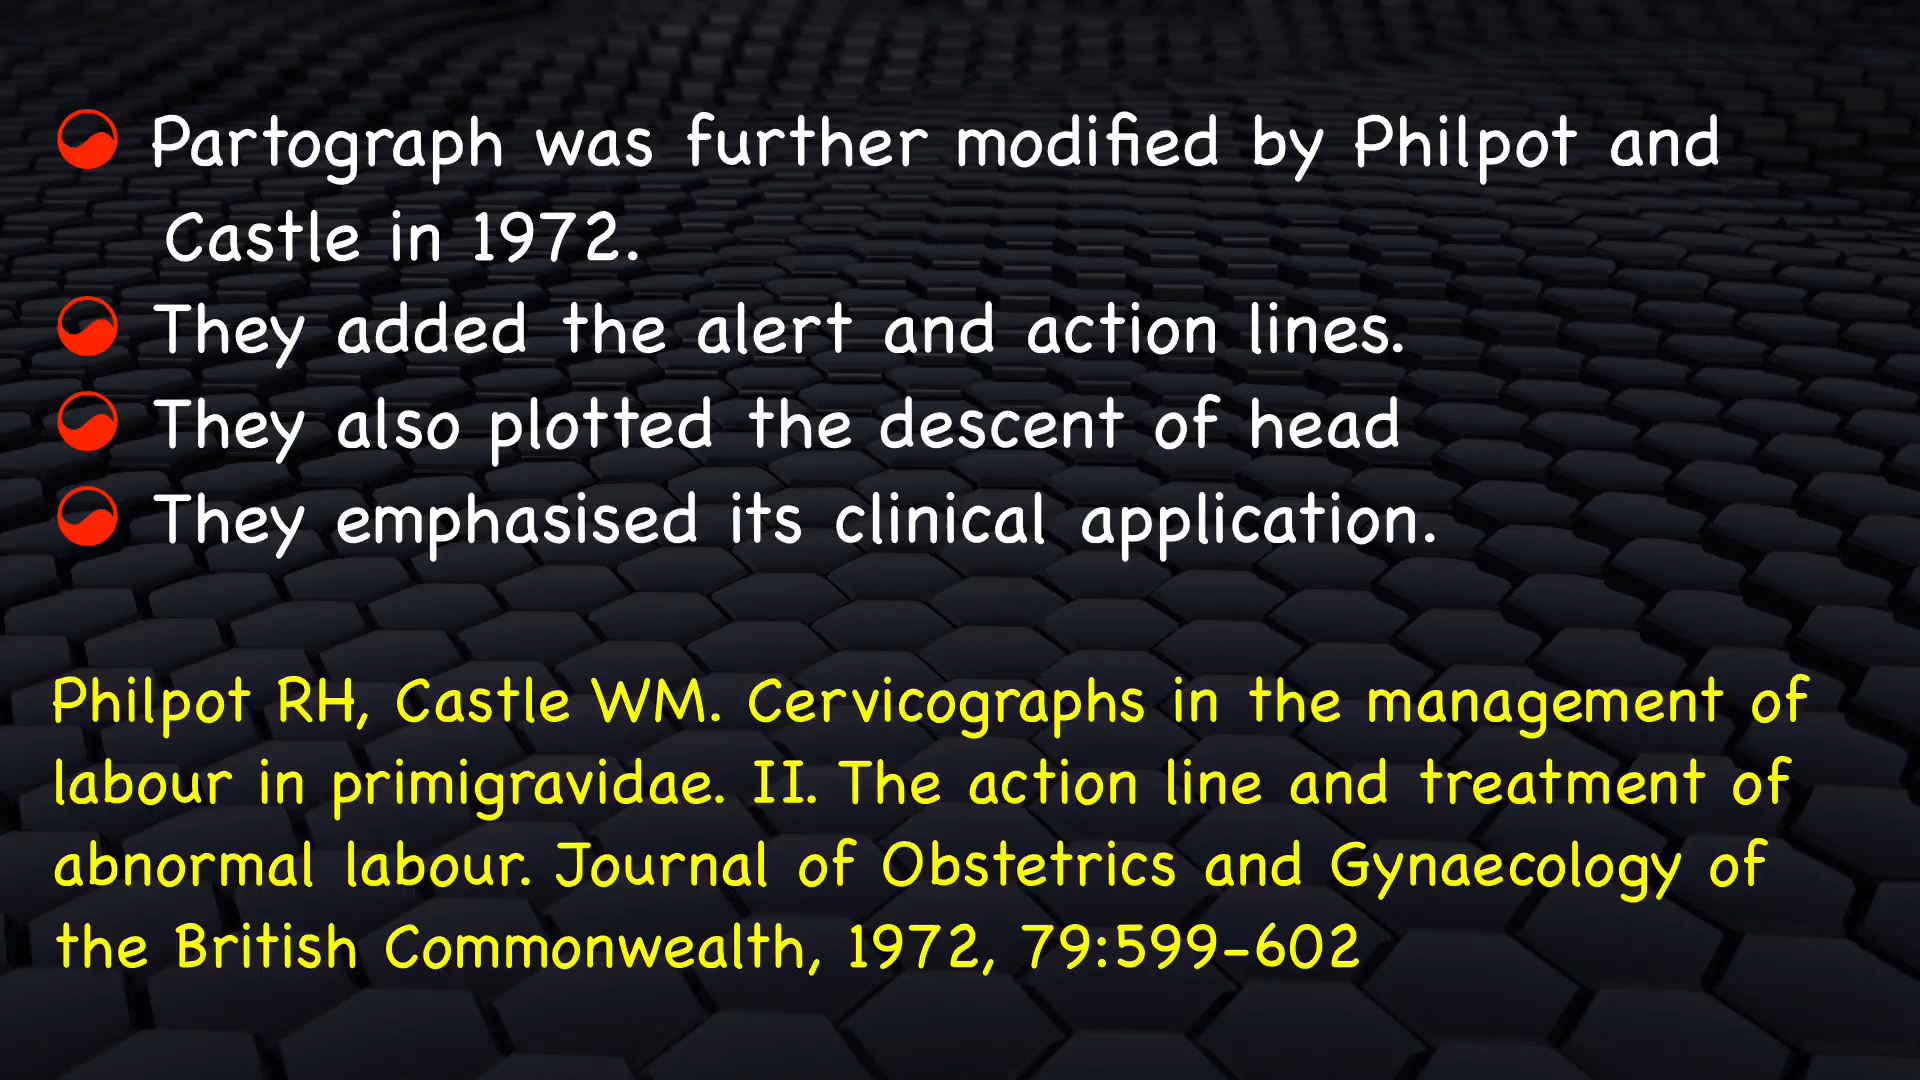 Partograph was further modified by Philpot and
Castle in 1972.
They added the alert and action lines.
They also plotted the descent of head
They emphasised its clinical application.
Philpot RH, Castle WM. Cervicographs in the management of
labour in primigravidae. II. The action line and treatment of
abnormal labour. Journal of Obstetrics and Gynaecology of
the British Commonwealth, 1972, 79:599-602